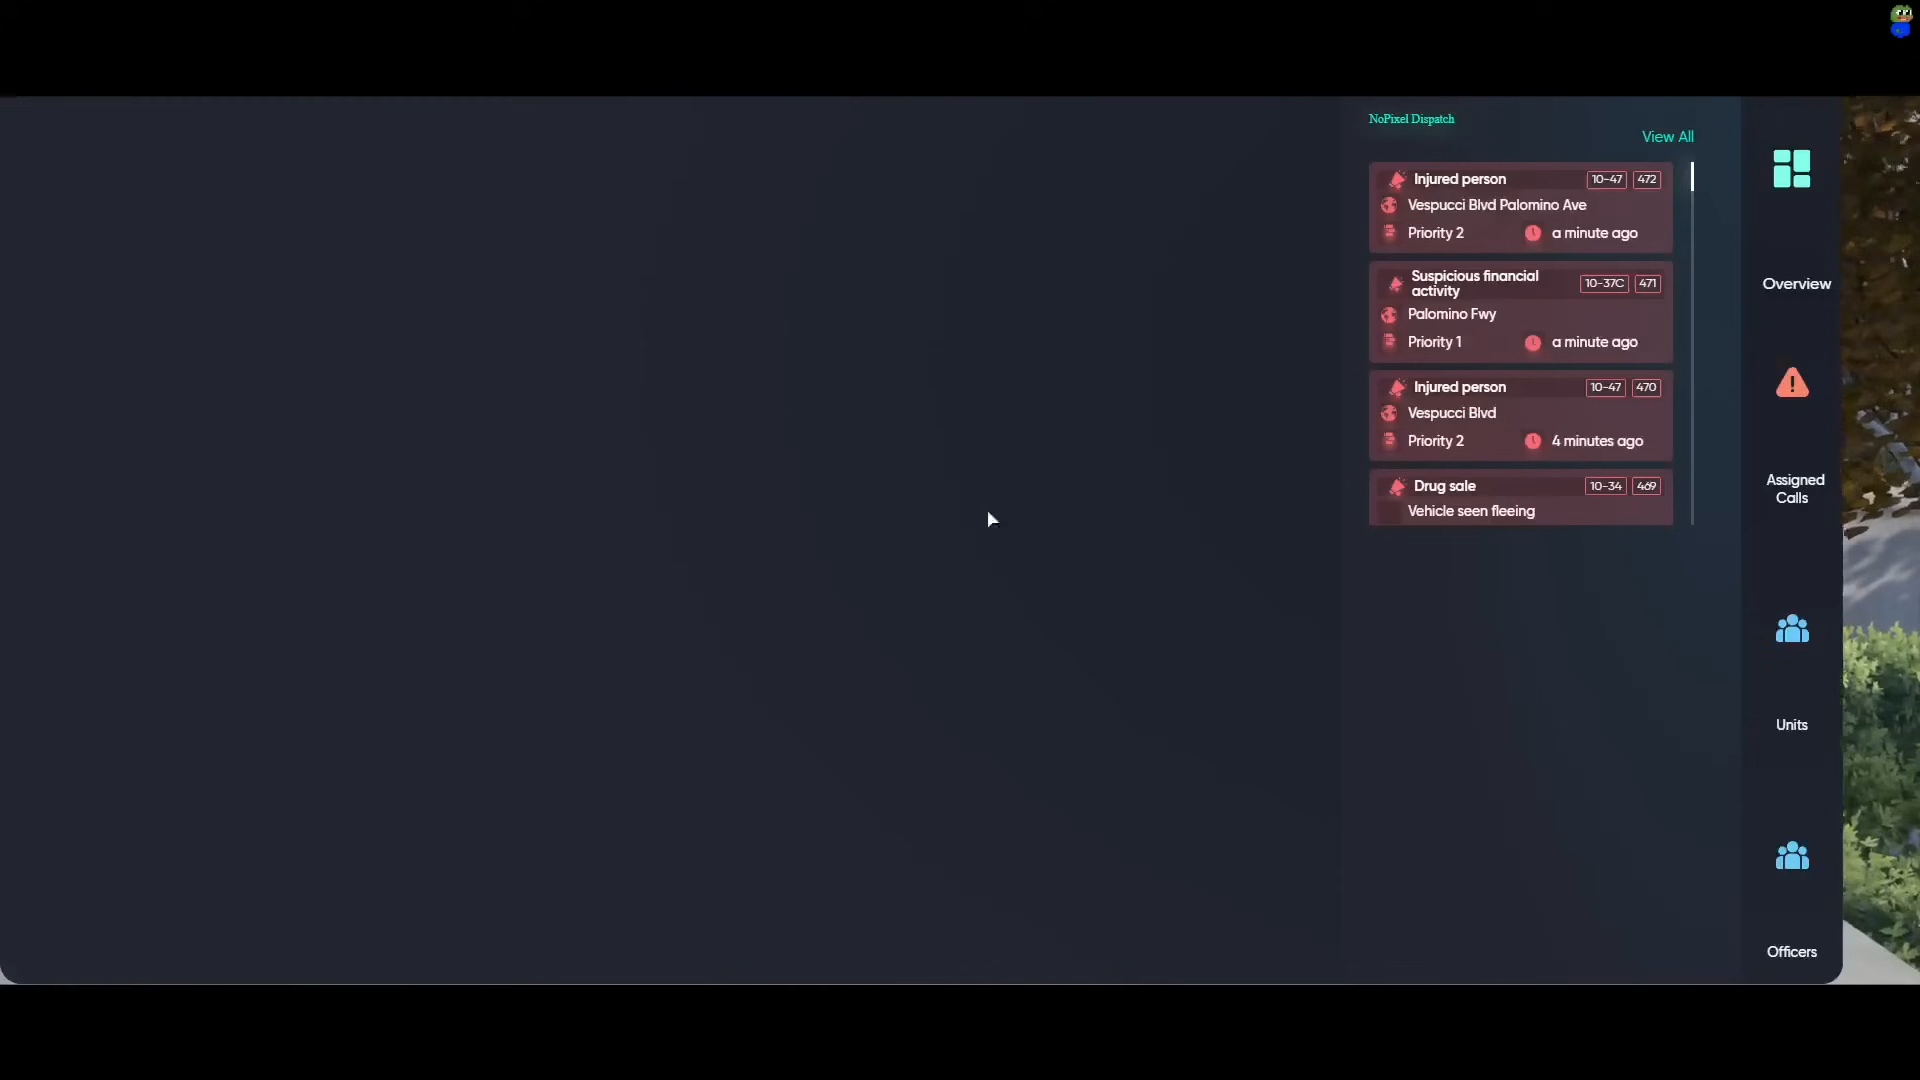 NoPixel Dispatch
View All
Injured person 10-47 472
Vespucci Blvd Palomino Ave
Priority 2 a minute ago
Suspicious financial
activity 10-37C 471
Palomino Fwy
Priority 1 a minute ago
Injured person 10-47 470
Vespucci Blvd
Priority 2 4 minutes ago
Drug sale 10-34 469
Vehicle seen fleeing
Overview
Assigned
Calls
Units
Officers